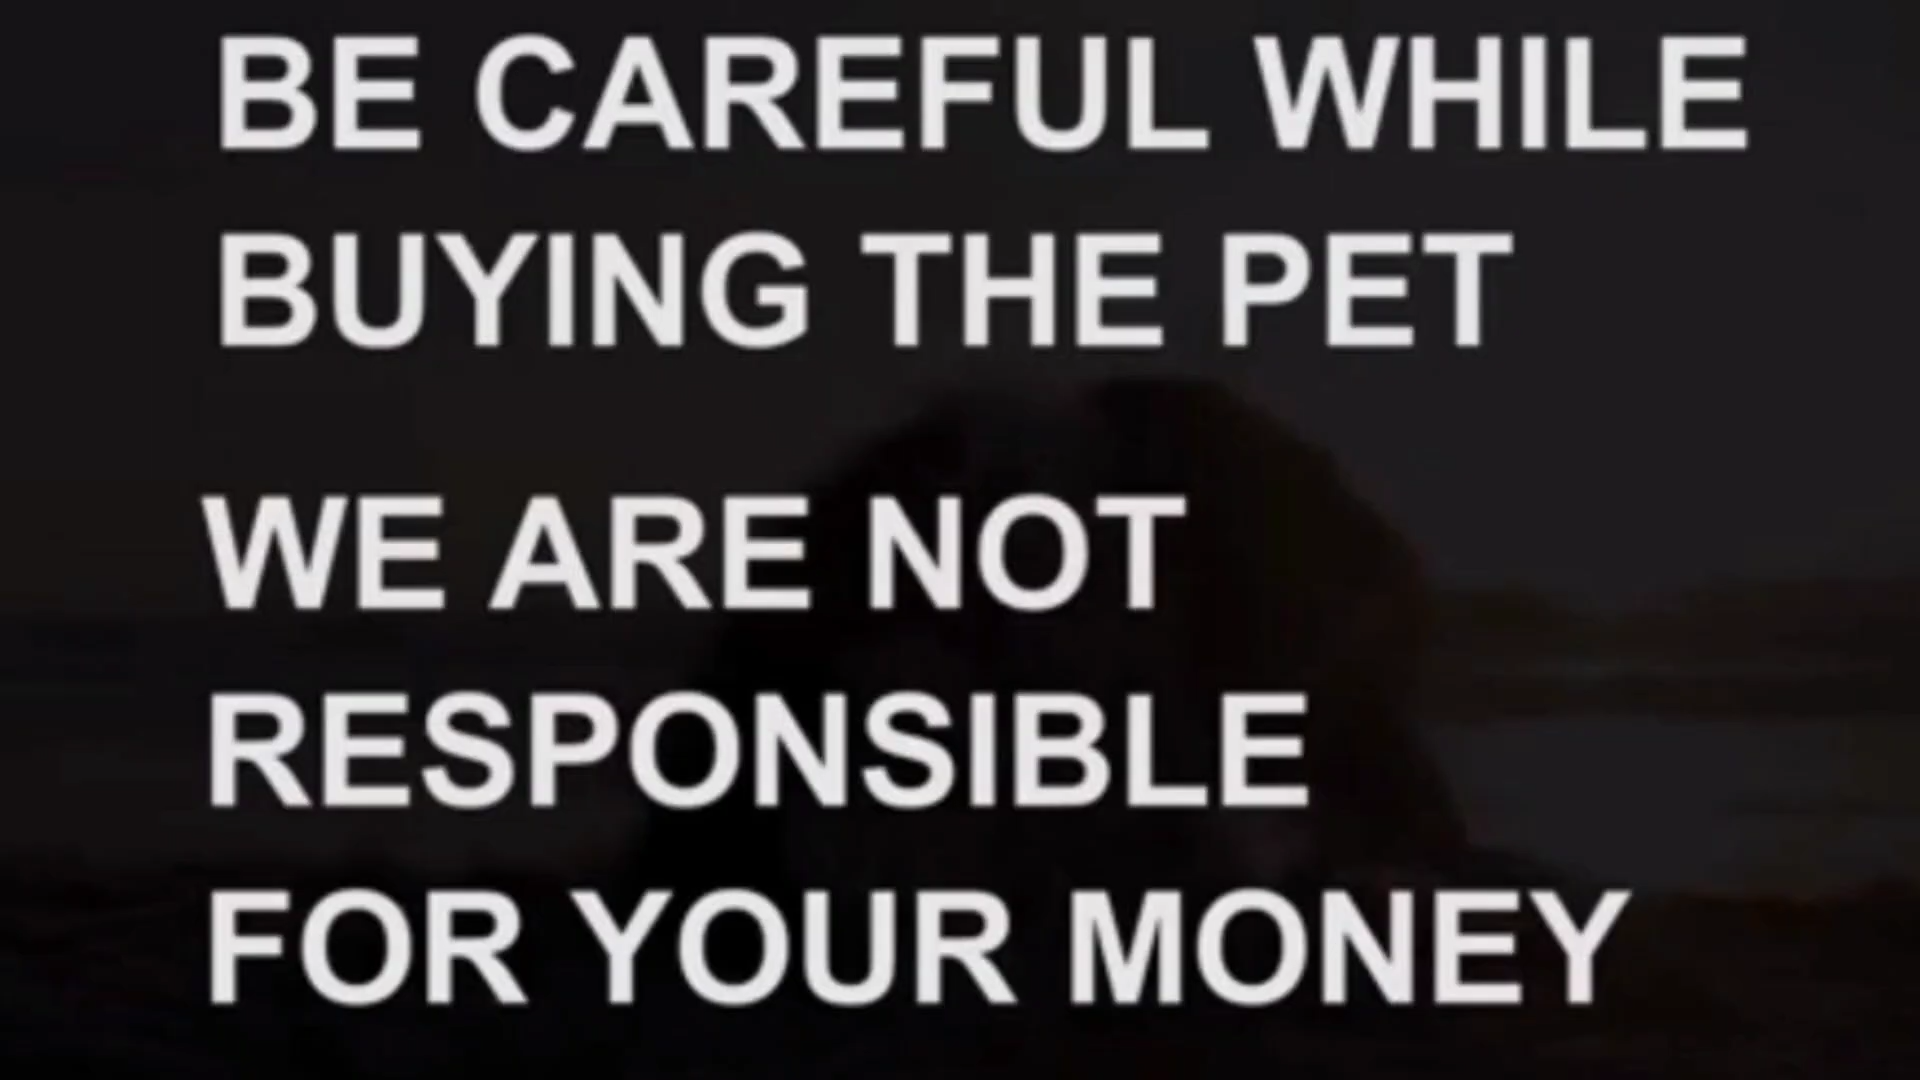 BE CAREFUL WHILE
BUYING THE PET
WE ARE NOT
RESPONSIBLE
FOR YOUR MONEY